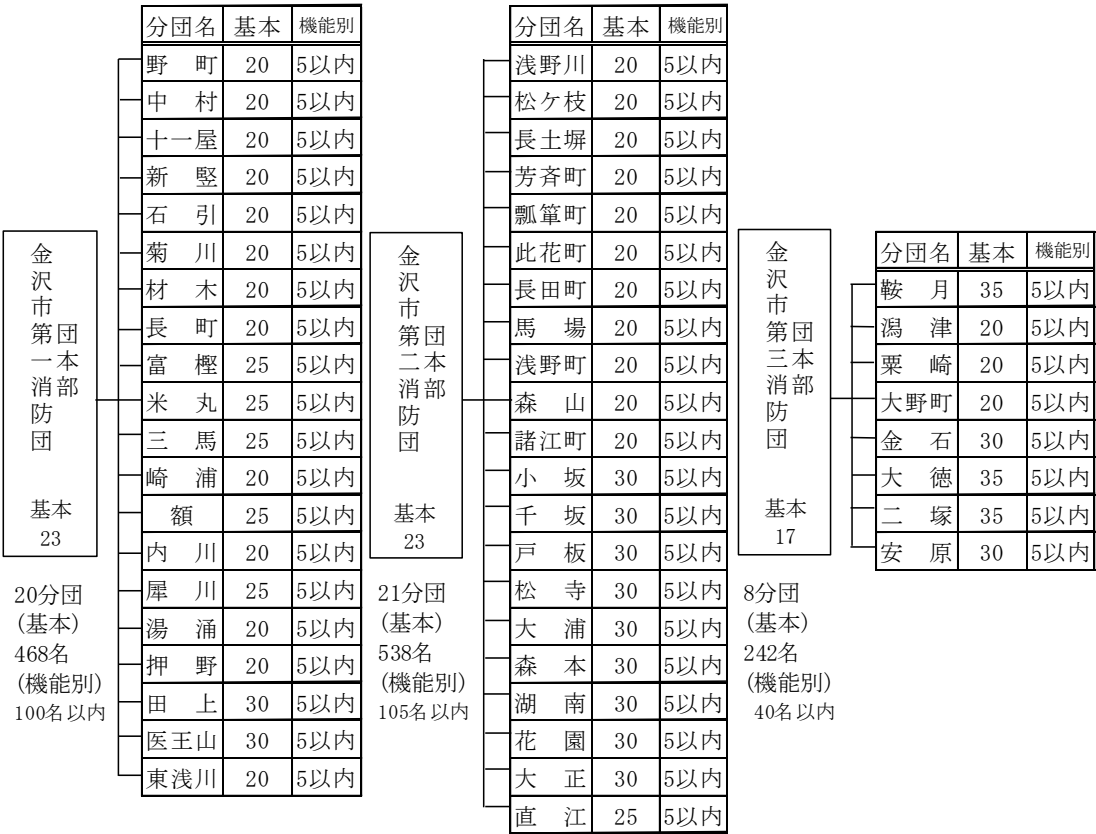 金沢市第一消防団
団本部
基本
23
20分団
(基本)
468名
(機能別)
100名以内
分団名 基本 機能別
野町 20 5以内
中村 20 5以内
十一屋 20 5以内
新竪 20 5以内
石引 20 5以内
菊川 20 5以内
材木 20 5以内
長町 20 5以内
富樫 25 5以内
米丸 25 5以内
三馬 25 5以内
崎浦 20 5以内
額 25 5以内
内川 20 5以内
犀川 25 5以内
湯涌 20 5以内
押野 20 5以内
田上 30 5以内
医王山 30 5以内
東浅川 20 5以内
金沢市第二消防団
団本部
基本
23
21分団
(基本)
538名
(機能別)
105名以内
分団名 基本 機能別
浅野川 20 5以内
松ケ枝 20 5以内
長土塀 20 5以内
芳斉町 20 5以内
瓢箪町 20 5以内
此花町 20 5以内
長田町 20 5以内
馬場 20 5以内
浅野町 20 5以内
森山 20 5以内
諸江町 20 5以内
小坂 30 5以内
千坂 30 5以内
戸板 30 5以内
松寺 30 5以内
大浦 30 5以内
森本 30 5以内
湖南 30 5以内
花園 30 5以内
大正 30 5以内
直江 25 5以内
金沢市第三消防団
団本部
基本
17
8分団
(基本)
242名
(機能別)
40名以内
分団名 基本 機能別
鞍月 35 5以内
潟津 20 5以内
粟崎 20 5以内
大野町 20 5以内
金石 30 5以内
大徳 35 5以内
二塚 35 5以内
安原 30 5以内